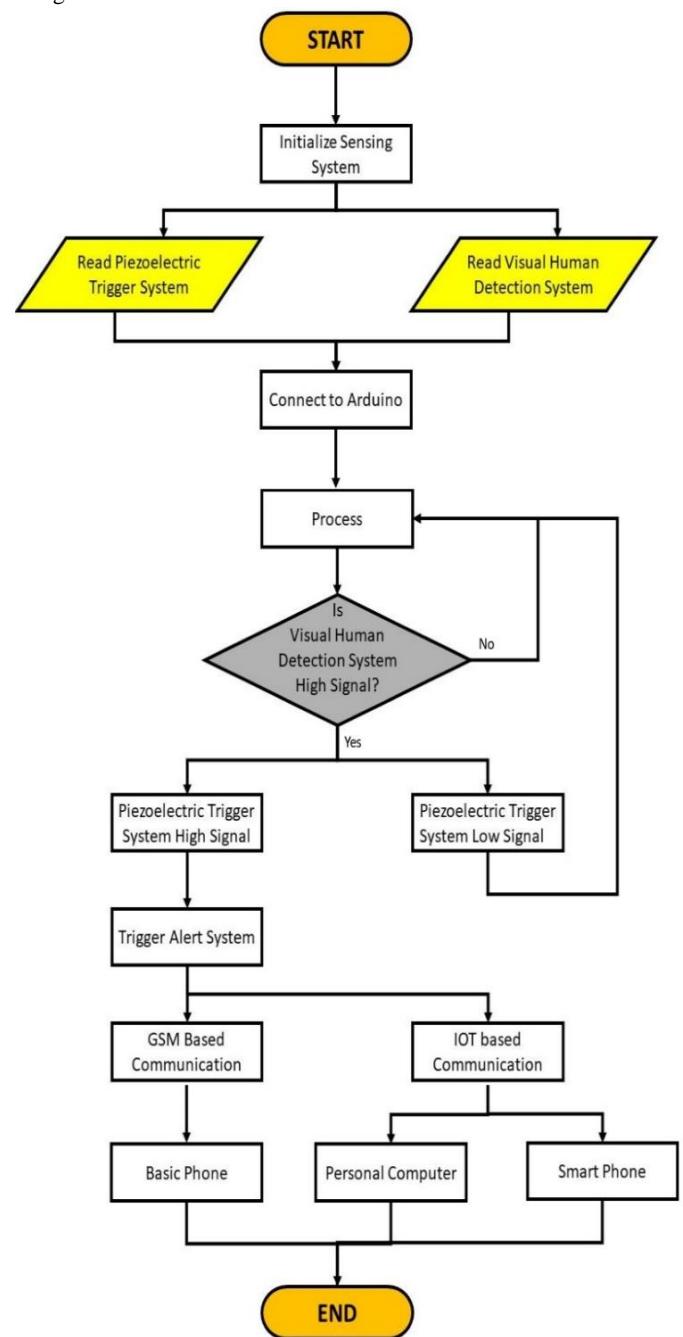 START
Initialize Sensing
System
Read Piezoelectric
Trigger System
Read Visual Human
Detection System
Connect to Arduino
Process
Is
Visual Human
Detection System
High Signal?
No
Yes
Piezoelectric Trigger
System High Signal
Piezoelectric Trigger
System Low Signal
Trigger Alert System
GSM Based
Communication
IOT based
Communication
Basic Phone
Personal Computer
Smart Phone
END